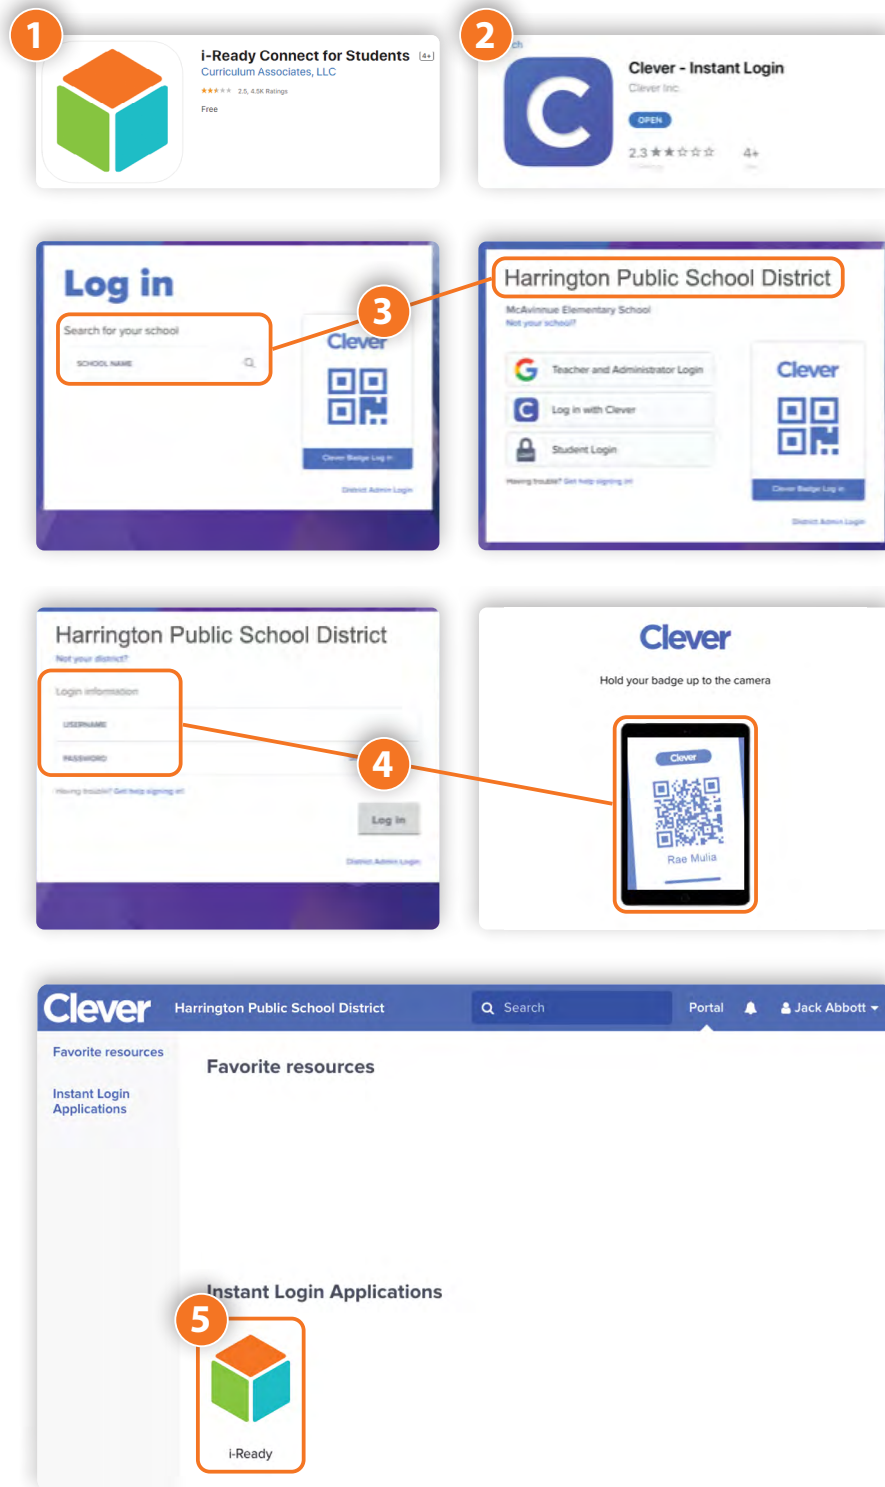 1
i-Ready Connect for Students 4+
Curriculum Associates, LLC
2.5, 4.5K Ratings
Free
2
ch
Clever - Instant Login
Clever Inc.
OPEN
2.3 ★★☆☆☆ 4+
Log in
Search for your school
SCHOOL NAME
3
Clever
Clever Badge Log in
District Admin Login
Harrington Public School District
McAvinnue Elementary School
Not your school?
Teacher and Administrator Login
Log in with Clever
Student Login
Having trouble? Get help signing in!
Clever
Clever Badge Log in
District Admin Login
Harrington Public School District
Not your district?
Login information
USERNAME
PASSWORD
4
Having trouble? Get help signing in!
Log in
District Admin Login
Clever
Hold your badge up to the camera
Clever
Rae Mulia
Clever Harrington Public School District Search Portal Jack Abbott
Favorite resources
Instant Login
Applications
Favorite resources
Instant Login Applications
5
i-Ready